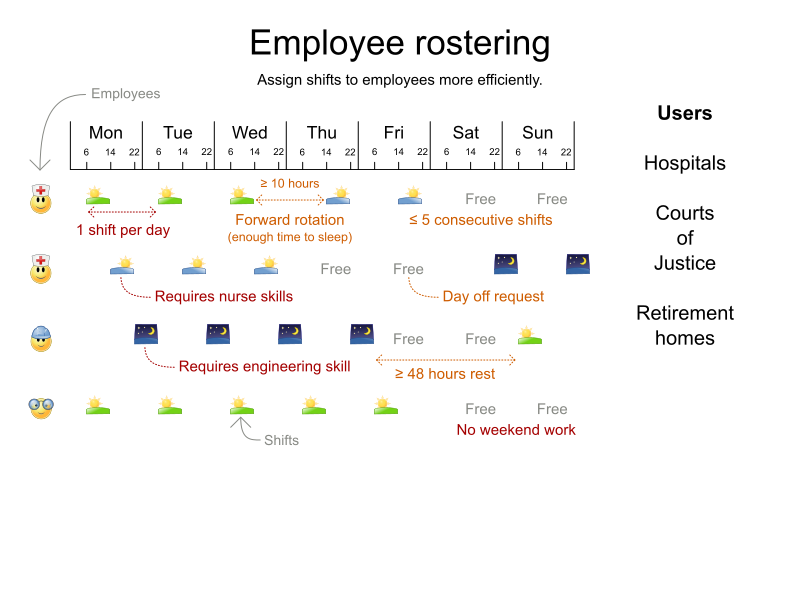 Employee rostering
Assign shifts to employees more efficiently.
Employees
Mon Tue Wed Thu Fri Sat Sun
6 14 22 6 14 22 6 14 22 6 14 22 6 14 22 6 14 22 6 14 22
≥ 10 hours
Free Free
1 shift per day
Forward rotation
(enough time to sleep)
≤ 5 consecutive shifts
Free Free
Requires nurse skills
Day off request
Free Free
Requires engineering skill
≥ 48 hours rest
Free Free
No weekend work
Shifts
Users
Hospitals
Courts
of
Justice
Retirement
homes